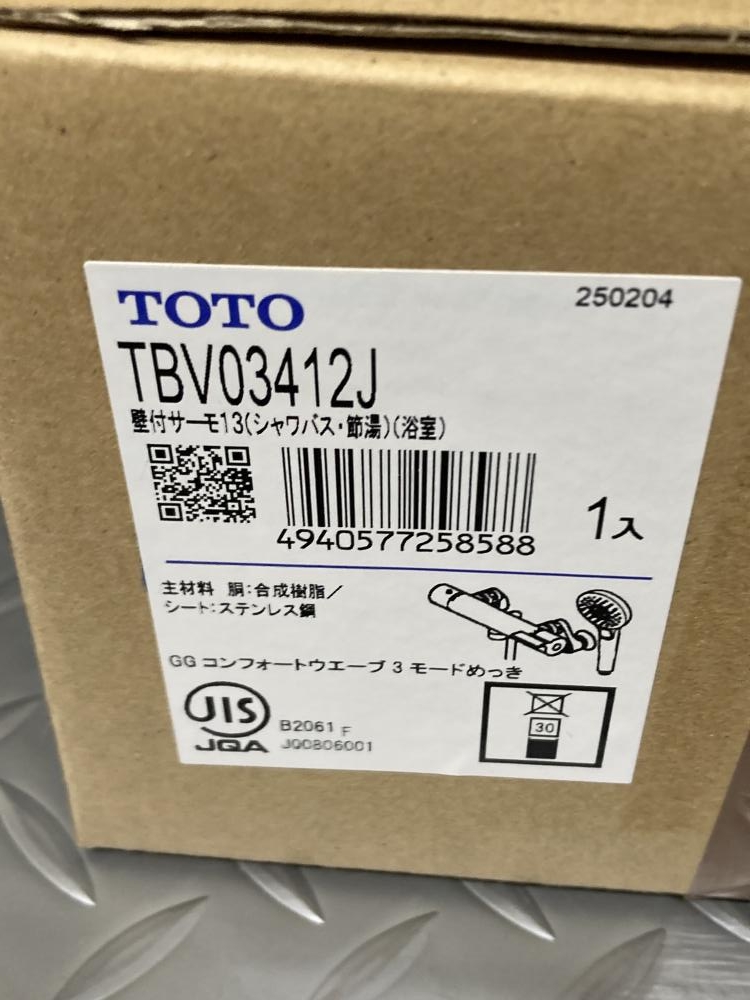 TOTO
250204
TBV03412J
壁付サーモ13(シャワバス・節湯)(浴室)
4940577258588
1入
主材料 胴:合成樹脂/
シート:ステンレス鋼
GG コンフォートウエーブ 3 モードめっき
JIS
JQA
B2061 F
JQ0806001
30